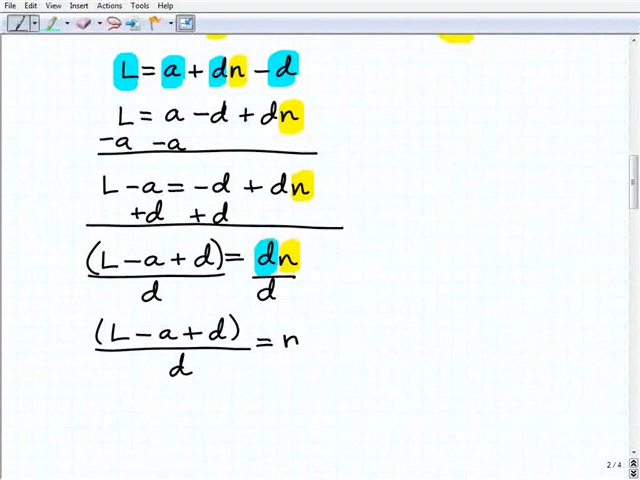 File Edit View Insert Actions Tools Help
L = a + dn - d
L = a - d + dn
-a -a
L - a = -d + dn
+d +d
(L - a + d) = dn
d d
(L - a + d) = n
d
2 / 4